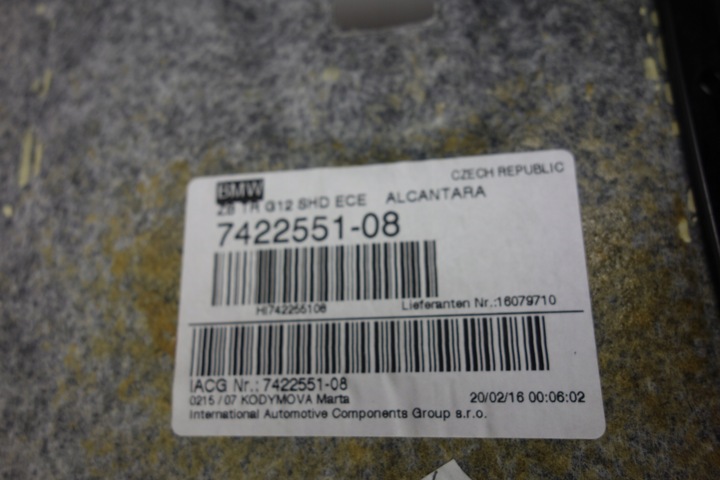 BMW CZECH REPUBLIC
ZB TR G12 SHD ECE ALCANTARA
7422551-08
HI742255108 Lieferanten Nr.:16079710
IACG Nr.: 7422551-08
0215 / 07 KODYMOVA Marta 20/02/16 00:06:02
International Automotive Components Group s.r.o.